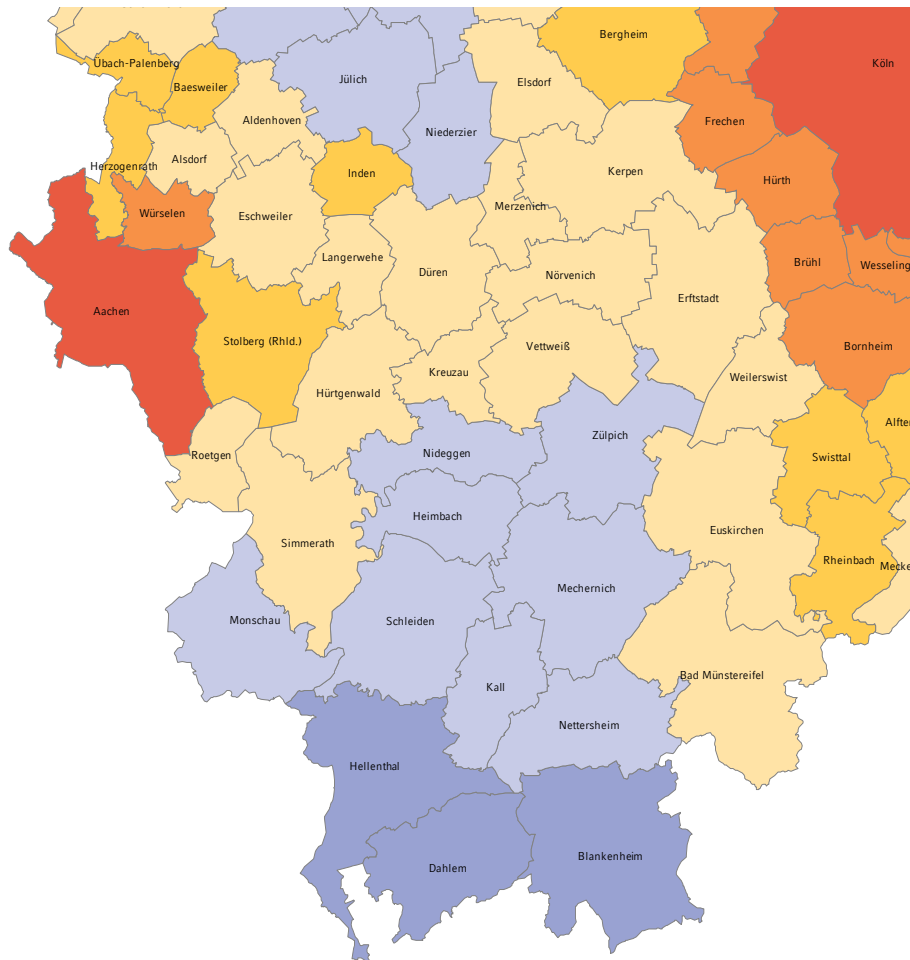 Bergheim
Köln
Übach-Palenberg
Jülich
Elsdorf
Baesweiler
Aldenhoven
Frechen
Niederzier
Alsdorf
Herzogenrath
Inden
Kerpen
Hürth
Merzenich
Würselen
Eschweiler
Langerwehe
Düren
Nörvenich
Brühl
Wesseling
Erftstadt
Aachen
Stolberg (Rhld.)
Vettweiß
Bornheim
Kreuzau
Weilerswist
Hürtgenwald
Alfter
Zülpich
Roetgen
Nideggen
Swisttal
Heimbach
Euskirchen
Simmerath
Rheinbach
Mecke
Mechernich
Monschau
Schleiden
Bad Münstereifel
Kall
Nettersheim
Hellenthal
Blankenheim
Dahlem